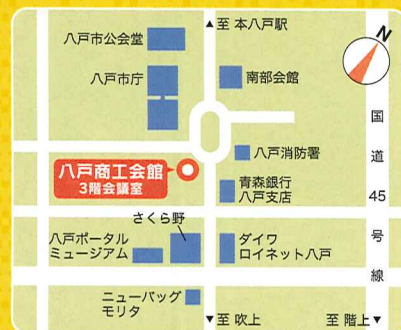 ▲至 本八戸駅
N
八戸市公会堂
八戸市庁
南部会館
国道45号線
八戸消防署
八戸商工会館
3階会議室
青森銀行
八戸支店
さくら野
八戸ポータル
ミュージアム
ダイワ
ロイネット八戸
ニューバッグ
モリタ
▼至 吹上
至 階上▼